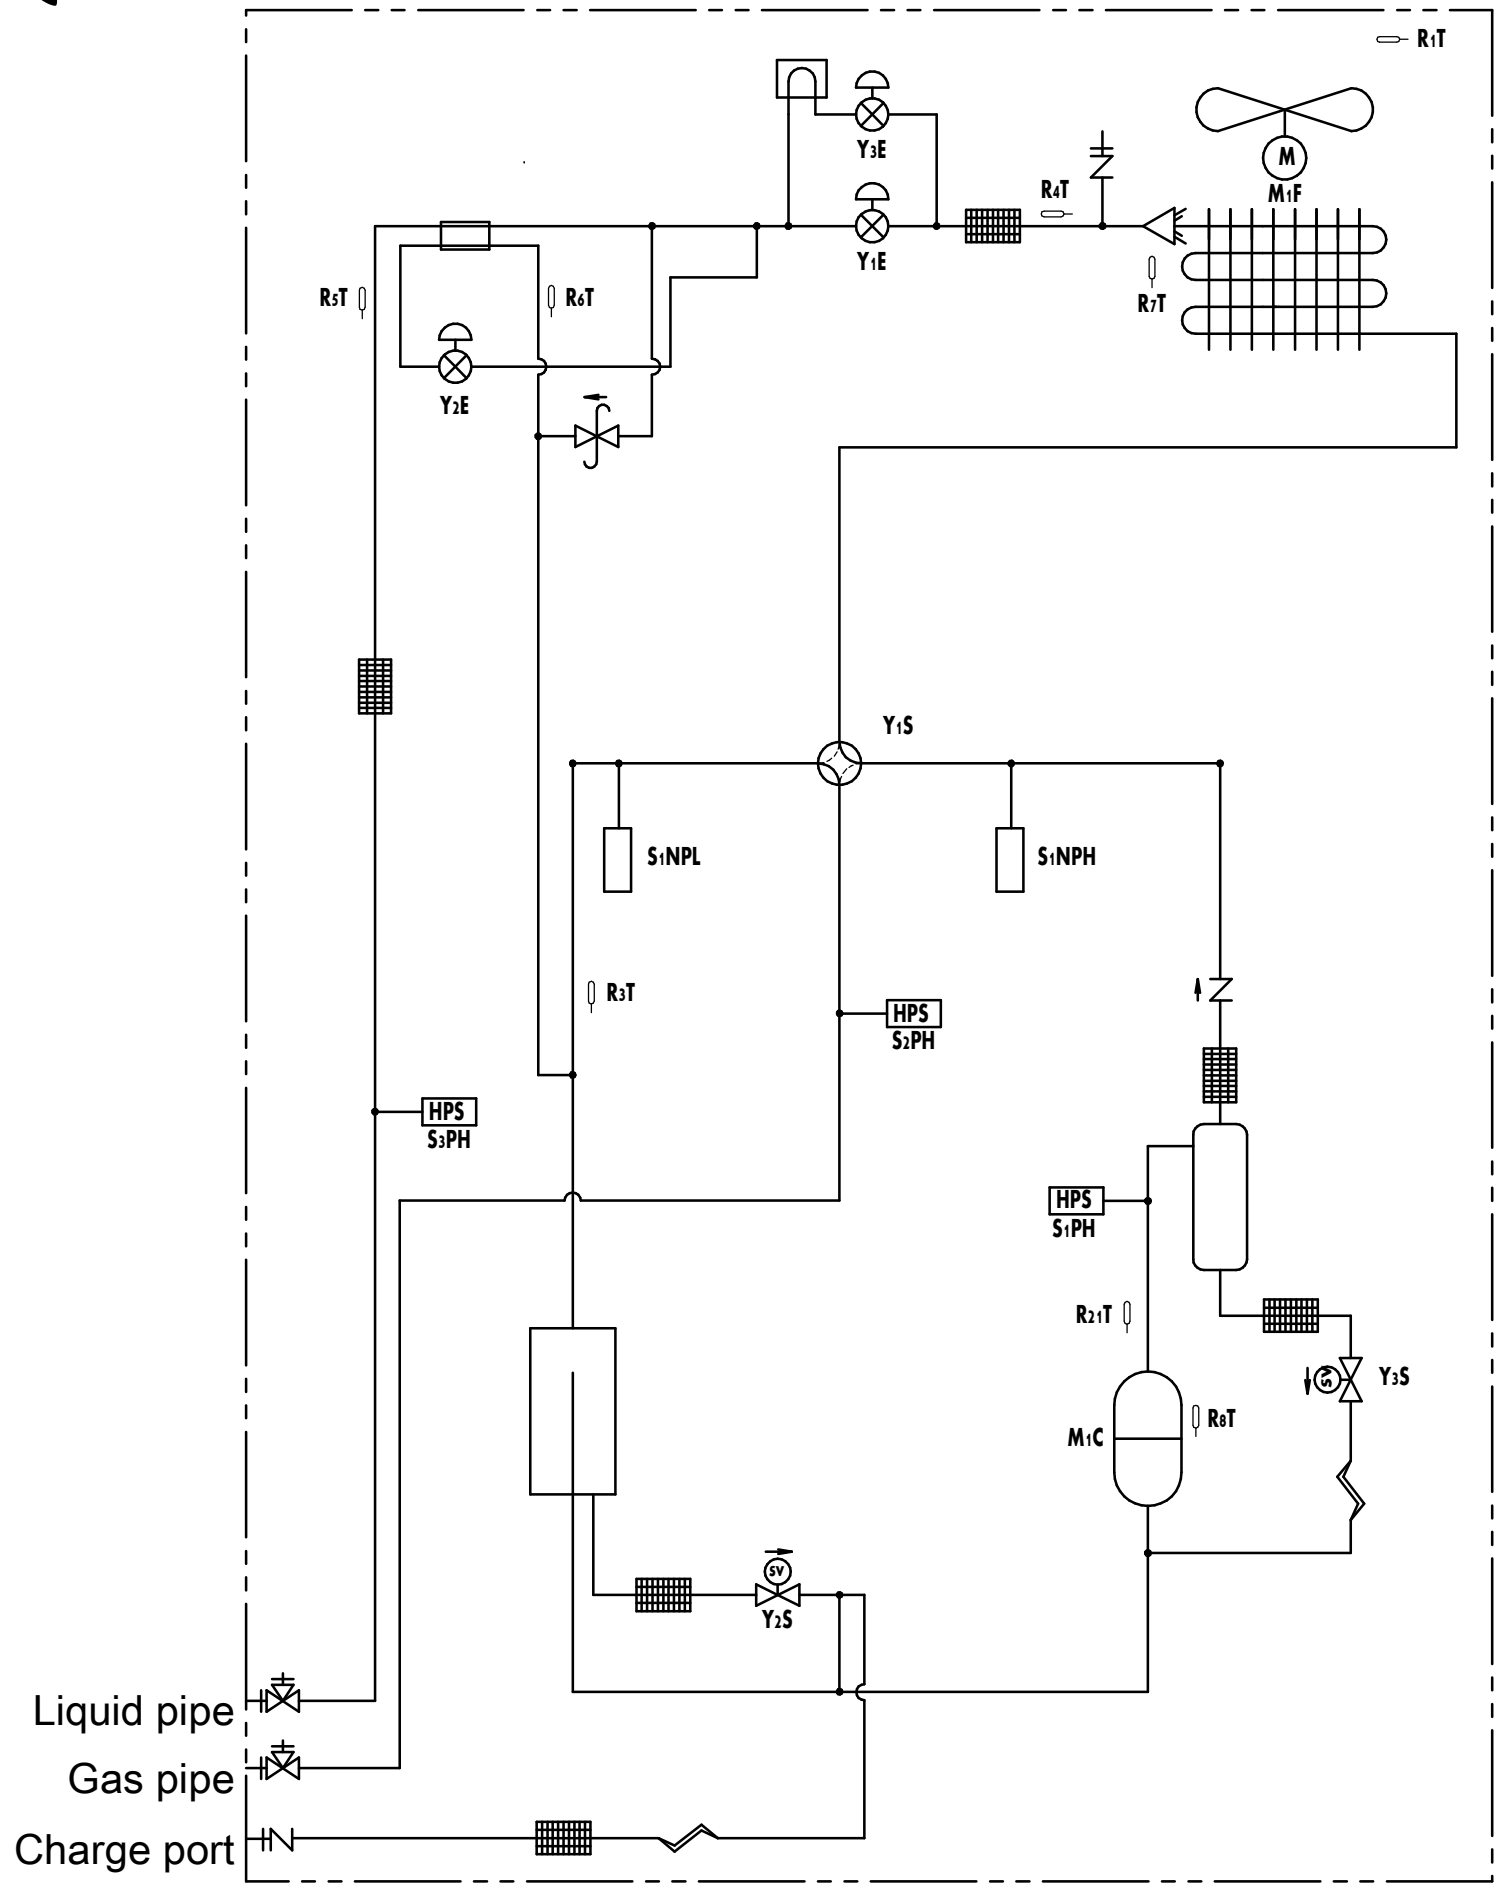 R1T
Y3E
M
M1F
R4T
Y1E
R7T
R5T
R6T
Y2E
Y1S
S1NPL
S1NPH
R3T
HPS
S2PH
HPS
S3PH
HPS
S1PH
R21T
SV
Y3S
M1C
R8T
SV
Y2S
Liquid pipe
Gas pipe
Charge port